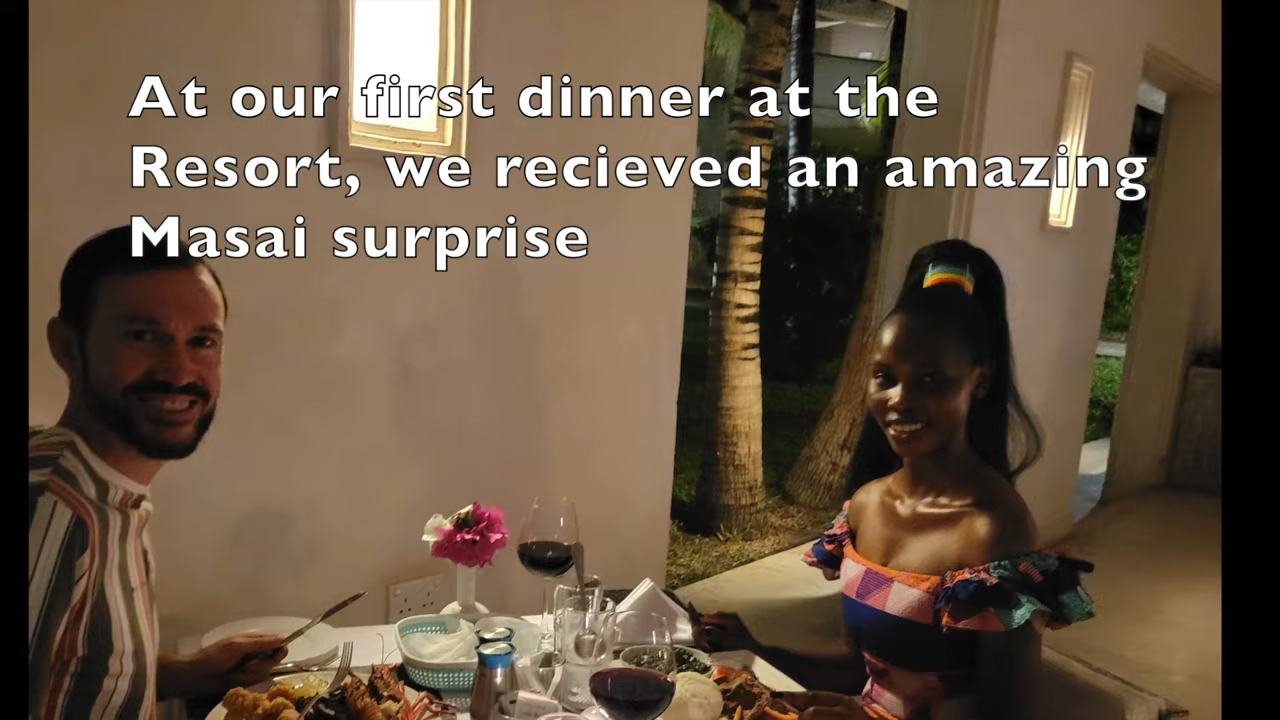 At our first dinner at the
Resort, we recieved an amazing
Masai surprise